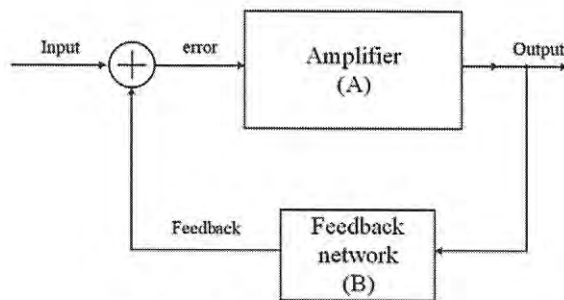 Input
error
Amplifier
(A)
Output
Feedback
Feedback
network
(B)